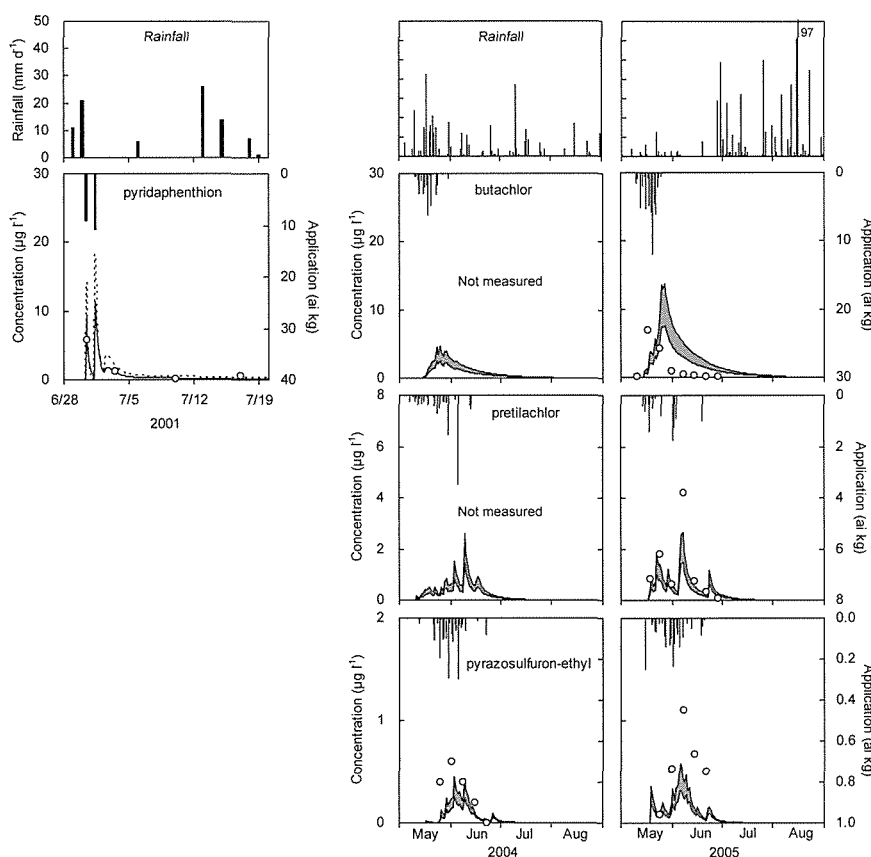 Rainfall
Rainfall (mm d⁻¹)
50
40
30
20
10
0
pyridaphenthion
Concentration (µg l⁻¹)
30
20
10
0
0
10
20
30
40
Application (ai kg)
6/28
7/5
7/12
7/19
2001
Rainfall
97
butachlor
Not measured
Concentration (µg l⁻¹)
30
20
10
0
0
10
20
30
Application (ai kg)
pretilachlor
Not measured
Concentration (µg l⁻¹)
8
6
4
2
0
0
2
4
6
8
Application (ai kg)
pyrazosulfuron-ethyl
Concentration (µg l⁻¹)
2
1
0
0.0
0.2
0.4
0.6
0.8
1.0
Application (ai kg)
May Jun Jul Aug
2004
May Jun Jul Aug
2005